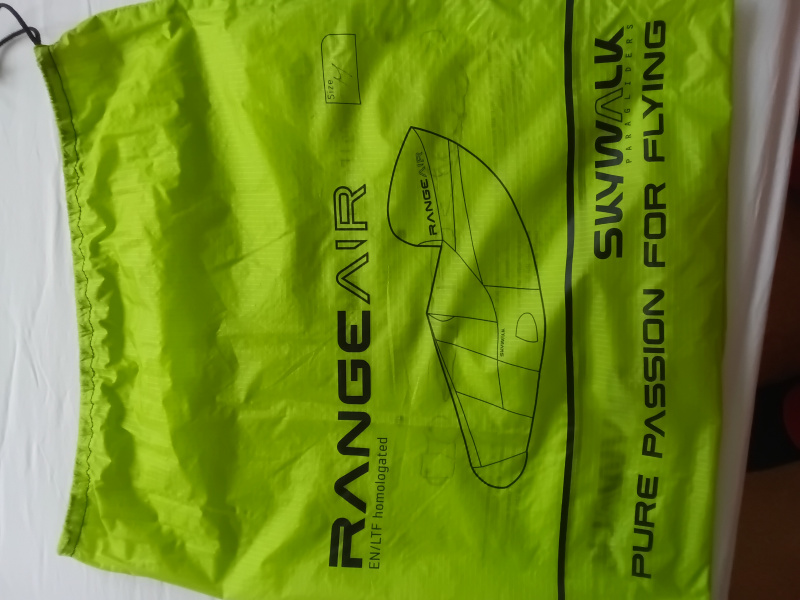 Size
RANGEAIR
EN/LTF homologated
RANGEAIR
SKYWALK
SKYWALK
PARAGLIDERS
PURE PASSION FOR FLYING